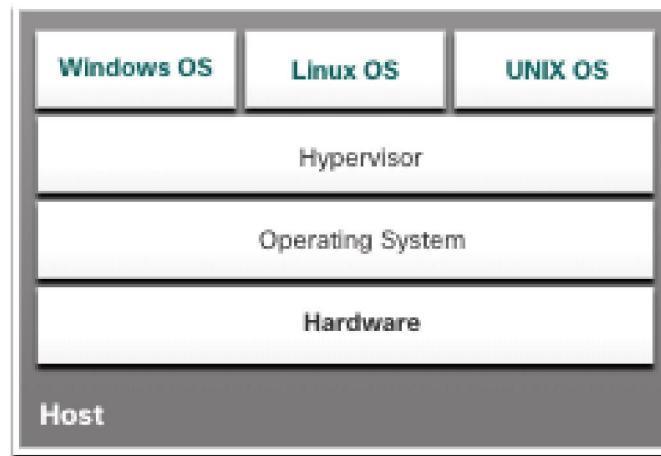 Windows OS Linux OS UNIX OS
Hypervisor
Operating System
Hardware
Host